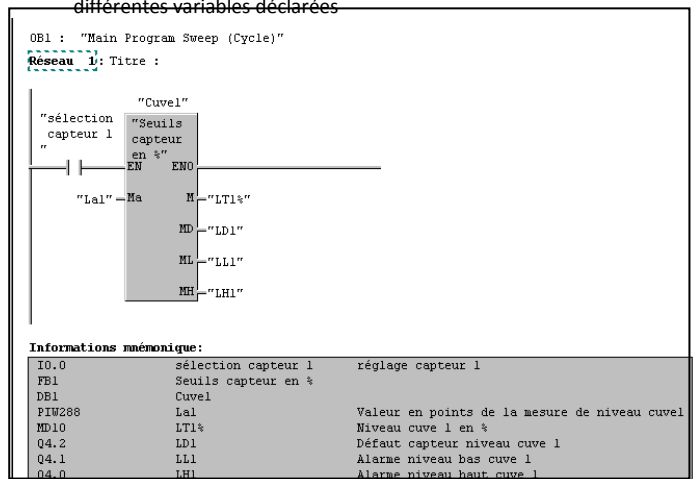 différentes variables déclarées
OB1 : "Main Program Sweep (Cycle)"
Réseau 1: Titre :
"Cuve1"
"sélection
capteur 1
"
"Seuils
capteur
en %"
EN ENO
"La1" Ma M "LT1%"
MD "LD1"
ML "LL1"
MH "LH1"
Informations mnémonique:
I0.0 sélection capteur 1 réglage capteur 1
FB1 Seuils capteur en %
DB1 Cuve1
PIW288 La1 Valeur en points de la mesure de niveau cuve1
MD10 LT1% Niveau cuve 1 en %
Q4.2 LD1 Défaut capteur niveau cuve 1
Q4.1 LL1 Alarme niveau bas cuve 1
Q4.0 LH1 Alarme niveau haut cuve 1